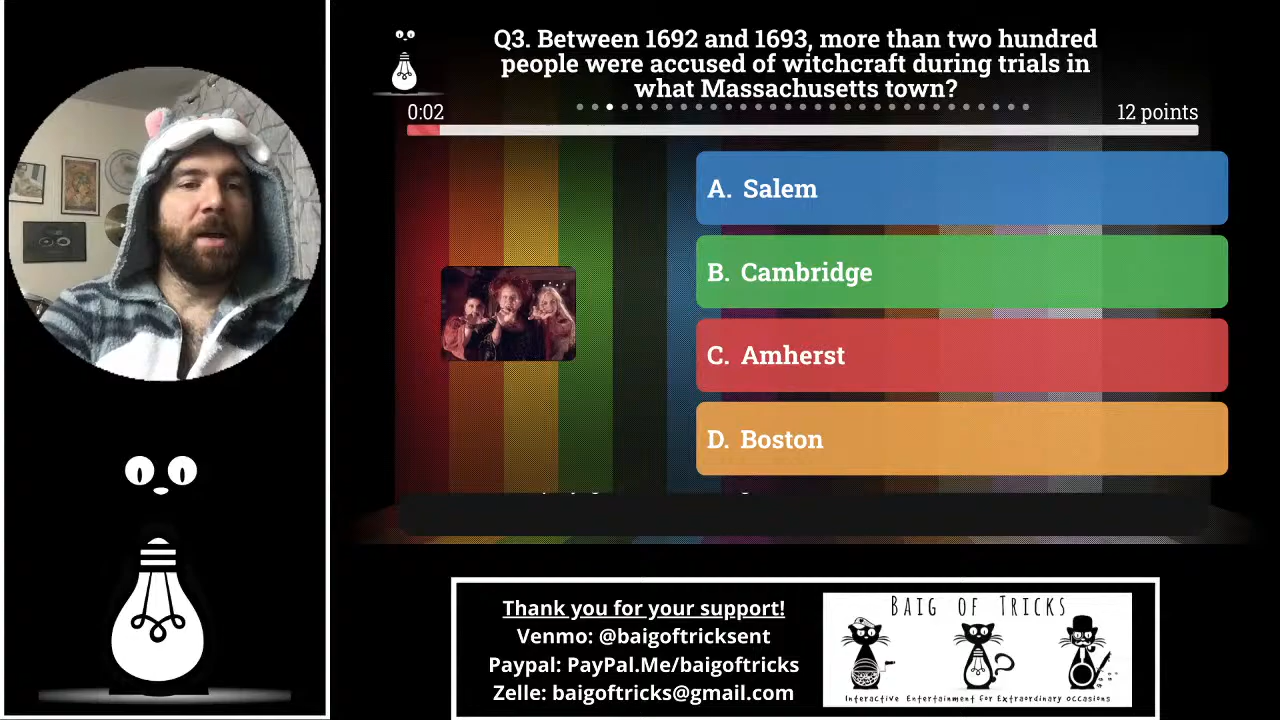 Q3. Between 1692 and 1693, more than two hundred
people were accused of witchcraft during trials in
what Massachusetts town?
0:02
12 points
A. Salem
B. Cambridge
C. Amherst
D. Boston
Thank you for your support!
Venmo: @baigoftricksent
Paypal: PayPal.Me/baigoftricks
Zelle: baigoftricks@gmail.com
BAIG OF TRICKS
Interactive Entertainment for Extraordinary occasions